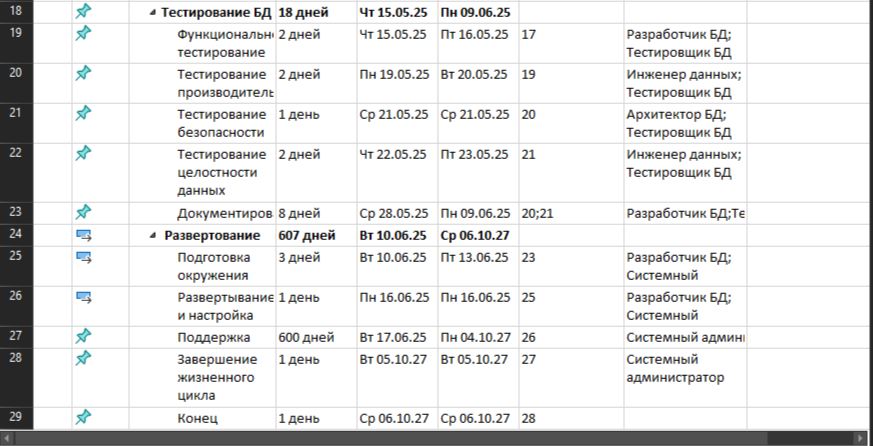 18 Тестирование БД 18 дней Чт 15.05.25 Пн 09.06.25
19 Функциональн 2 дней Чт 15.05.25 Пт 16.05.25 17 Разработчик БД;
тестирование Тестировщик БД
20 Тестирование 2 дней Пн 19.05.25 Вт 20.05.25 19 Инженер данных;
производитель Тестировщик БД
21 Тестирование 1 день Ср 21.05.25 Ср 21.05.25 20 Архитектор БД;
безопасности Тестировщик БД
22 Тестирование 2 дней Чт 22.05.25 Пт 23.05.25 21 Инженер данных;
целостности Тестировщик БД
данных
23 Документиров 8 дней Ср 28.05.25 Пн 09.06.25 20;21 Разработчик БД;Те
24 Развертование 607 дней Вт 10.06.25 Ср 06.10.27
25 Подготовка 3 дней Вт 10.06.25 Пт 13.06.25 23 Разработчик БД;
окружения Системный
26 Развертывание 1 день Пн 16.06.25 Пн 16.06.25 25 Разработчик БД;
и настройка Системный
27 Поддержка 600 дней Вт 17.06.25 Пн 04.10.27 26 Системный админ
28 Завершение 1 день Вт 05.10.27 Вт 05.10.27 27 Системный
жизненного администратор
цикла
29 Конец 1 день Ср 06.10.27 Ср 06.10.27 28